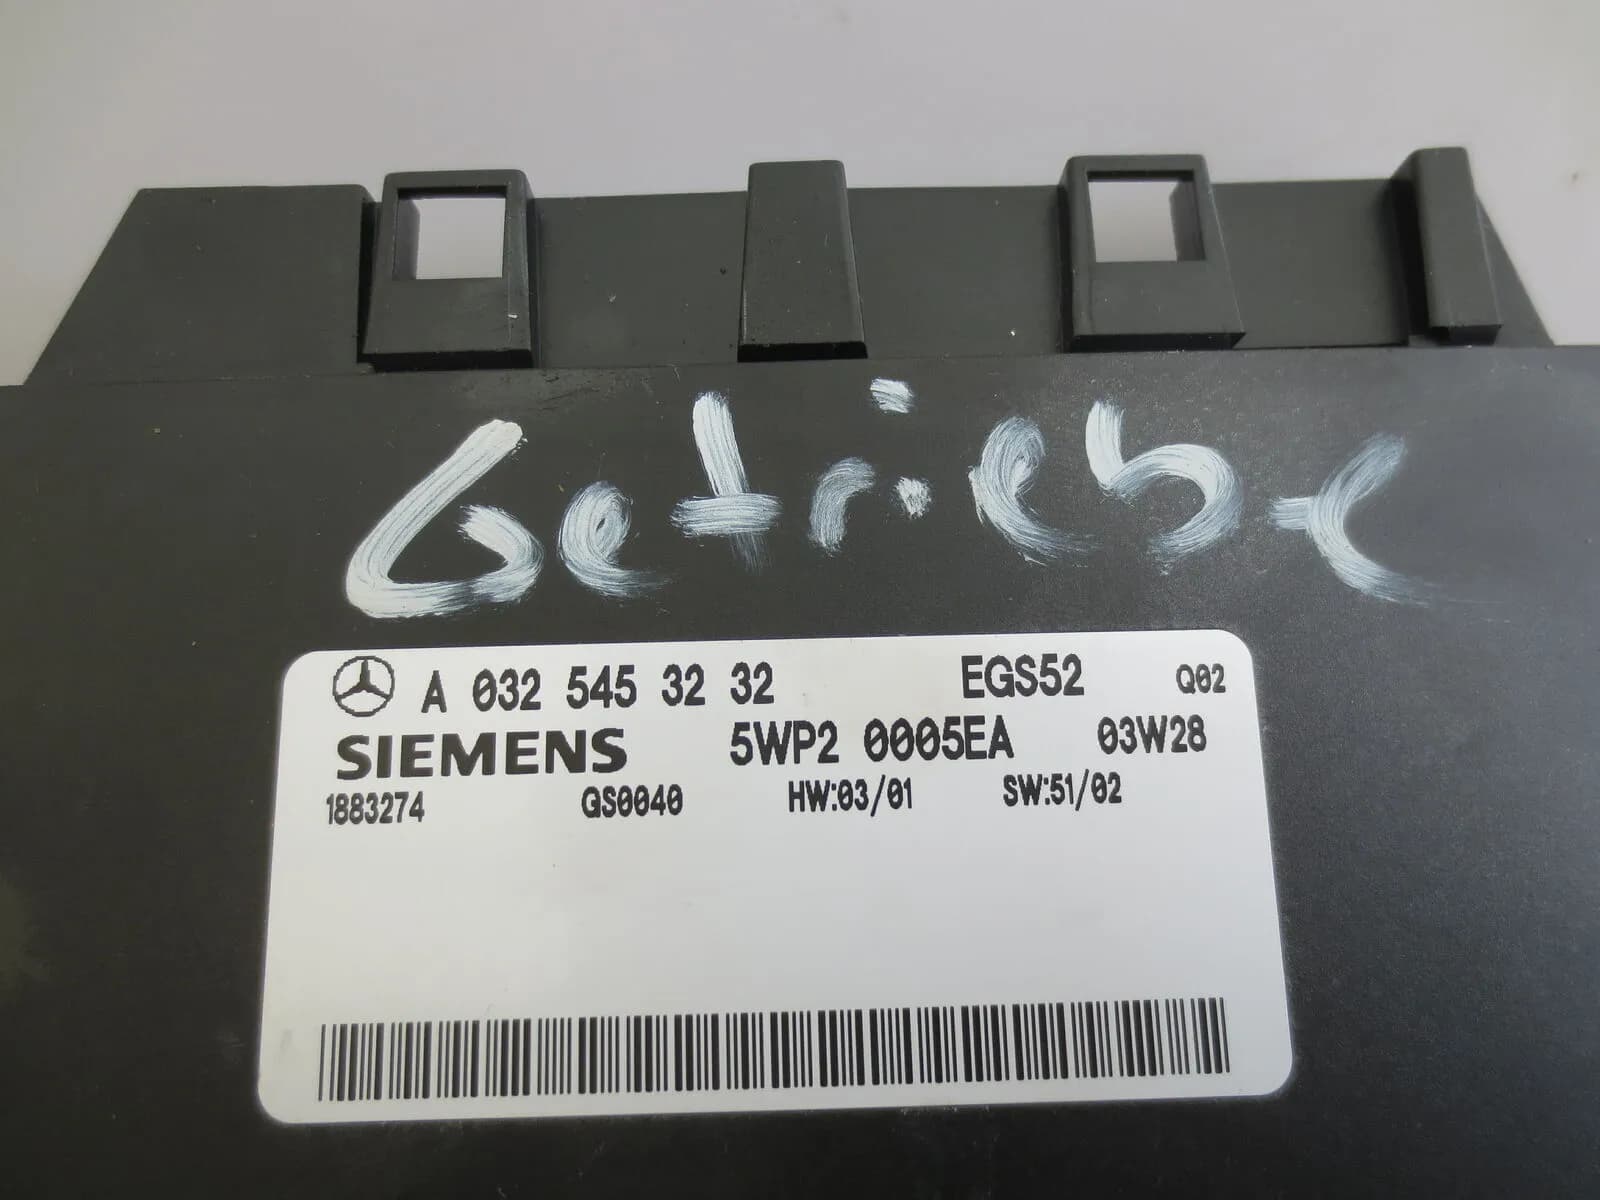 Getriebe
A 032 545 32 32 EGS52 Q02
SIEMENS 5WP2 0005EA 03W28
1883274 GS0040 HW:03/01 SW:51/02